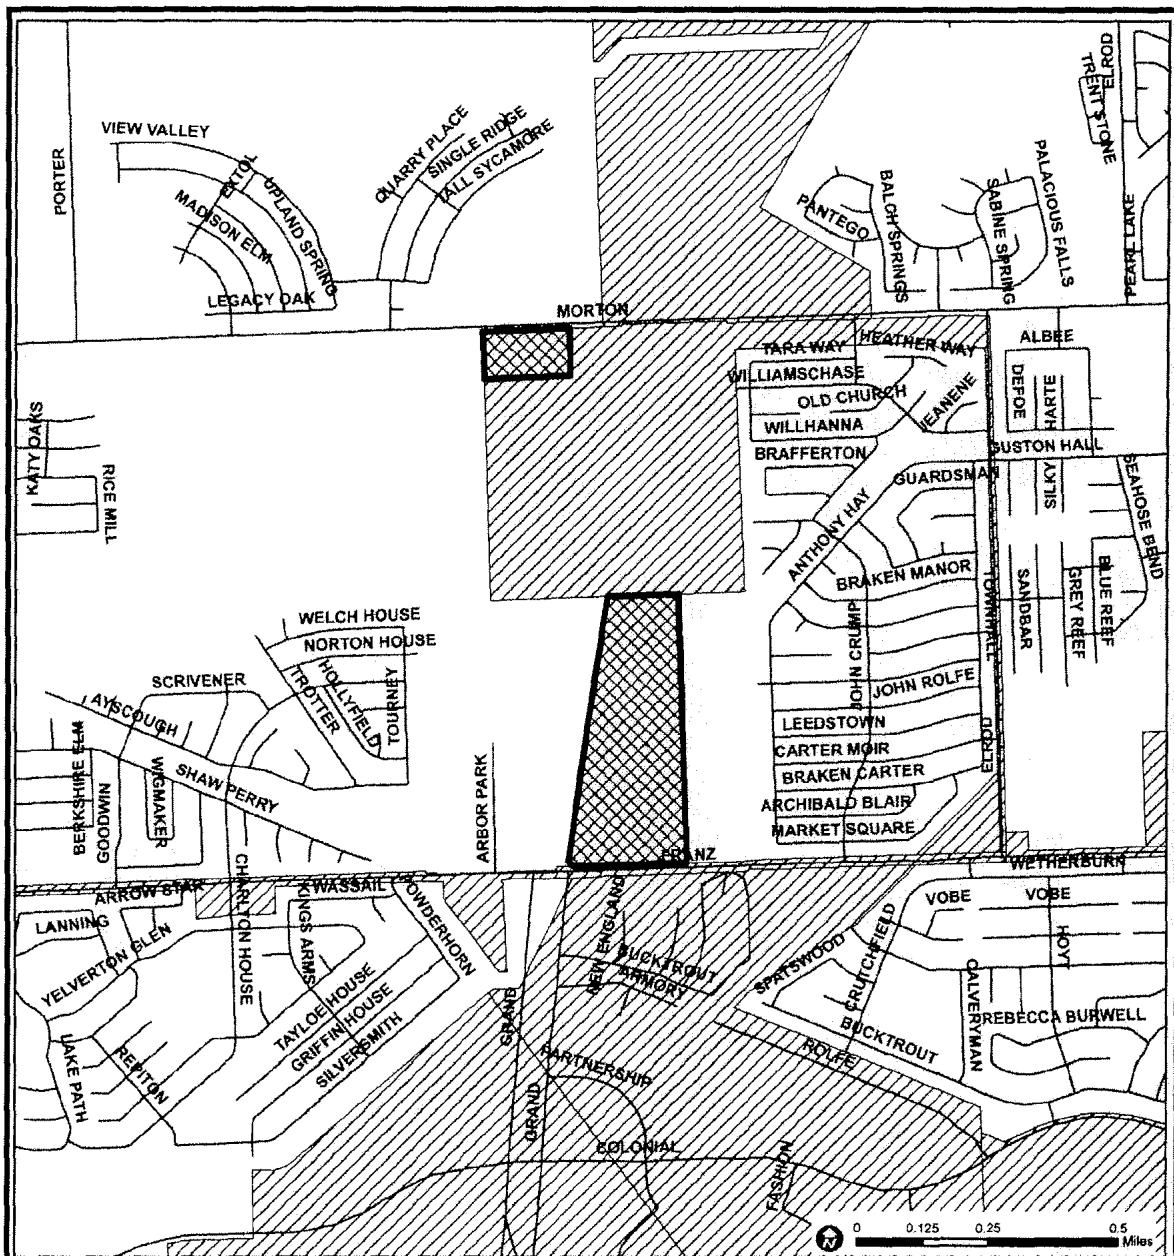 ELROD
TRENT STONE
VIEW VALLEY
QUARRY PLACE
SINGLE RIDGE
TALL SYCAMORE
PORTER
EXTOL
UPLAND SPRING
MADISON ELM
LEGACY OAK
PANTEGO
BALCH SPRINGS
SABINE SPRING
PALACIOUS FALLS
PEARL LAKE
MORTON
TARA WAY
HEATHER WAY
ALBEE
WILLIAMSCHASE
OLD CHURCH
JEANENE
DEFOE
HARTE
WILLHANNA
GUSTON HALL
BRAFFERTON
GUARDSMAN
SILKY
SEAHOSE BEND
KATY OAKS
RICE MILL
ANTHONY HAY
BRAKEN MANOR
TOWNHALL
SANDBAR
GREY REEF
BLUE REEF
WELCH HOUSE
NORTON HOUSE
JOHN CRUMP
SCRIVENER
TROTTER
HOLLYFIELD
TOURNEY
JOHN ROLFE
AYSCOUGH
LEEDSTOWN
ELROD
CARTER MOIR
SHAW PERRY
BRAKEN CARTER
BERKSHIRE ELM
GOODWIN
WIGMAKER
ARBOR PARK
ARCHIBALD BLAIR
MARKET SQUARE
FRANZ
WETHERBURN
ARROW STAR
CHARLTON HOUSE
WASSAIL
POWDERHORN
KINGS ARMS
NEW ENGLAND
VOBE
VOBE
LANNING
YELVERTON GLEN
BUCKTROUT
ARMORY
SPATSWOOD
CRUTCHFIELD
HOYT
TAYLOE HOUSE
GRIFFIN HOUSE
SILVERSMITH
GRAND
CALVERYMAN
REBECCA BURWELL
BUCKTROUT
ROLFE
LAKE PATH
REPTON
PARTNERSHIP
GRAND
COLONIAL
FASHION
N
0 0.125 0.25 0.5
Miles